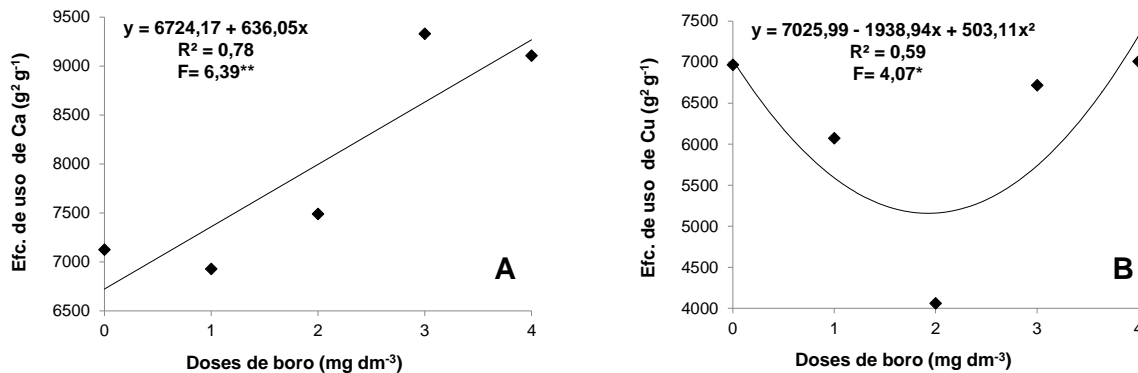 y = 6724,17 + 636,05x
R² = 0,78
F= 6,39**
Efc. de uso de Ca (g² g⁻¹)
9500
9000
8500
8000
7500
7000
6500
0 1 2 3 4
Doses de boro (mg dm⁻³)
A
y = 7025,99 - 1938,94x + 503,11x²
R² = 0,59
F= 4,07*
Efc. de uso de Cu (g² g⁻¹)
7500
7000
6500
6000
5500
5000
4500
4000
0 1 2 3 4
Doses de boro (mg dm⁻³)
B